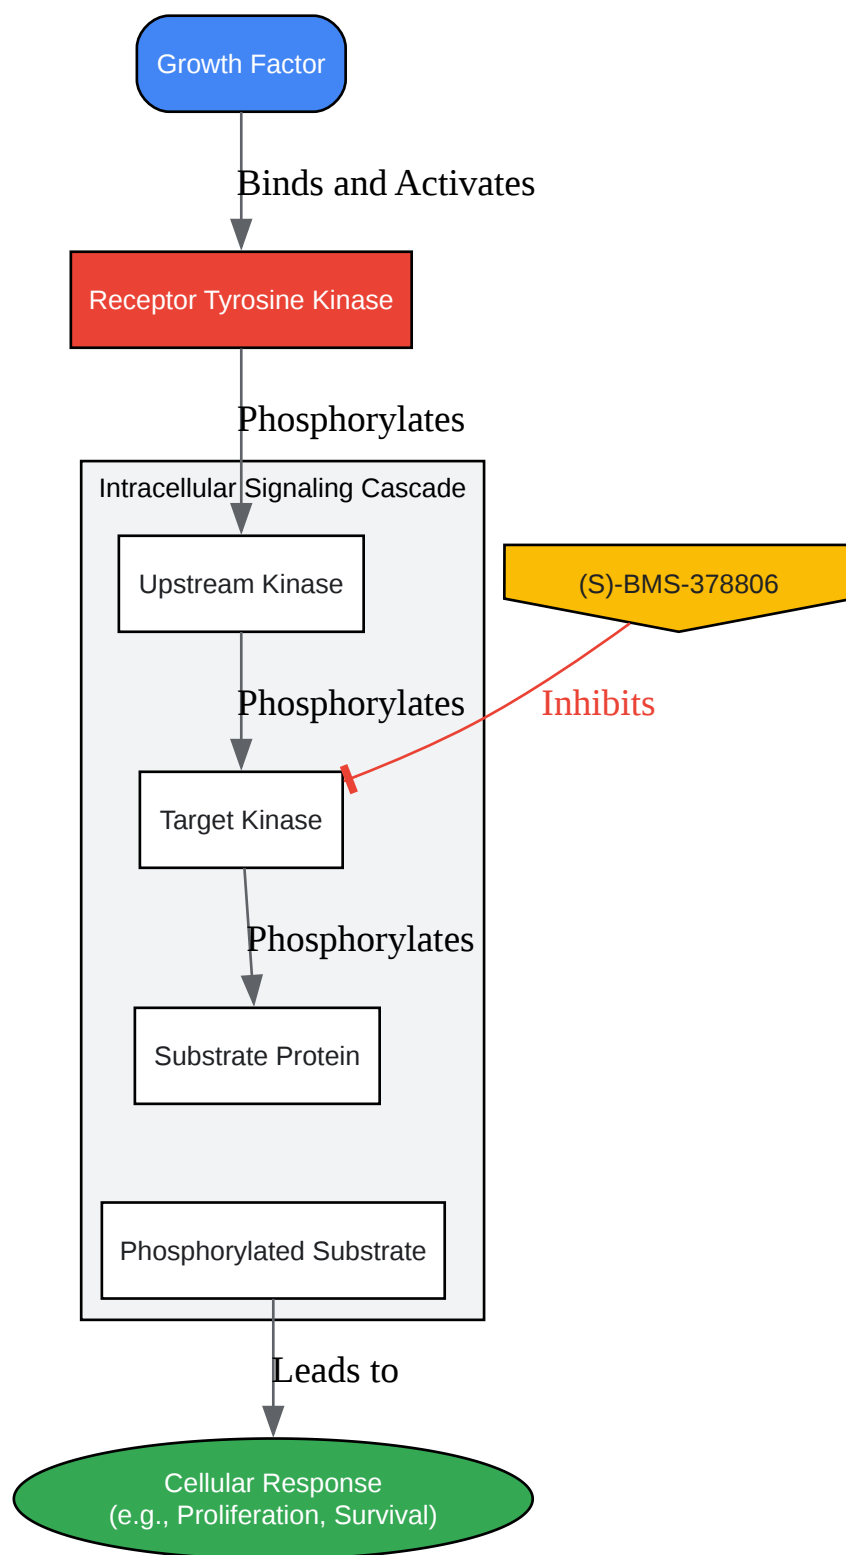 Growth Factor
Binds and Activates
Receptor Tyrosine Kinase
Phosphorylates
Intracellular Signaling Cascade
Upstream Kinase
(S)-BMS-378806
Phosphorylates
Inhibits
Target Kinase
Phosphorylates
Substrate Protein
Phosphorylated Substrate
Leads to
Cellular Response
(e.g., Proliferation, Survival)